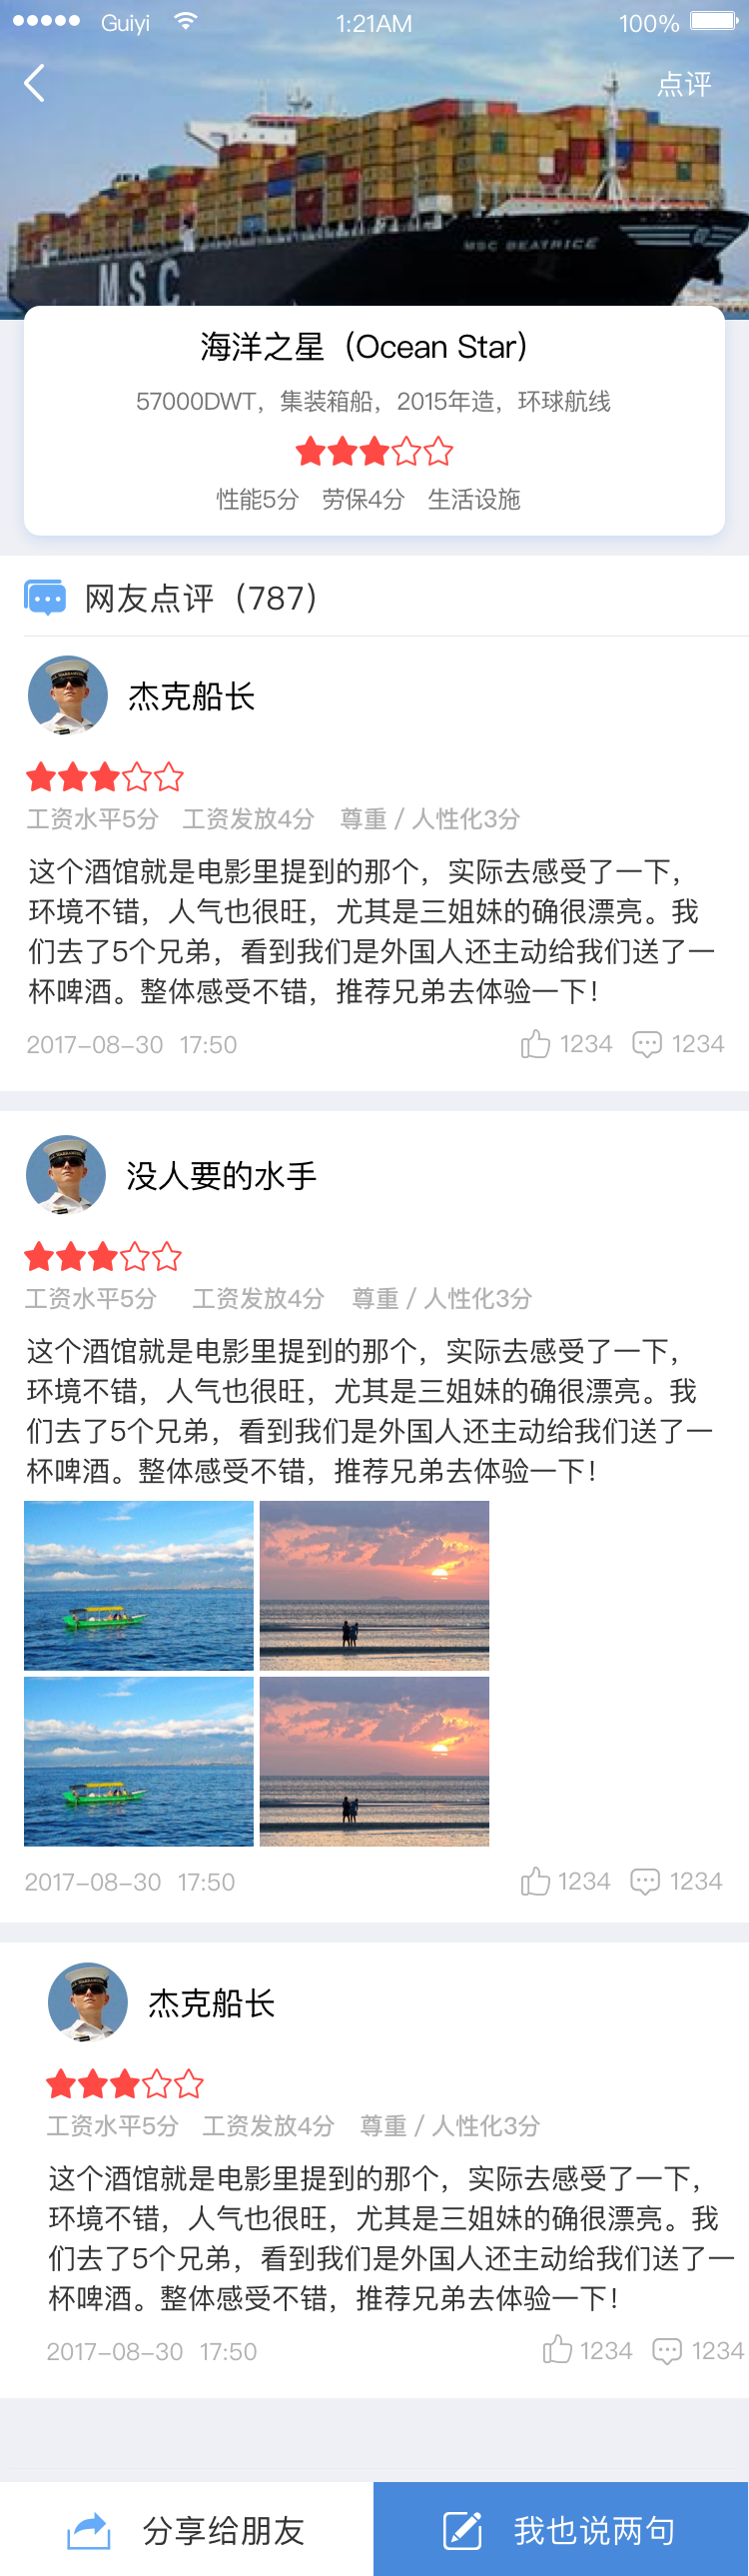 Guiyi 1:21AM 100%
点评
MSC BEATRICE
MSC
海洋之星（Ocean Star）
57000DWT，集装箱船，2015年造，环球航线
性能5分 劳保4分 生活设施
网友点评（787）
杰克船长
工资水平5分 工资发放4分 尊重 / 人性化3分
这个酒馆就是电影里提到的那个，实际去感受了一下，
环境不错，人气也很旺，尤其是三姐妹的确很漂亮。我
们去了5个兄弟，看到我们是外国人还主动给我们送了一
杯啤酒。整体感受不错，推荐兄弟去体验一下！
2017-08-30 17:50 1234 1234
没人要的水手
工资水平5分 工资发放4分 尊重 / 人性化3分
这个酒馆就是电影里提到的那个，实际去感受了一下，
环境不错，人气也很旺，尤其是三姐妹的确很漂亮。我
们去了5个兄弟，看到我们是外国人还主动给我们送了一
杯啤酒。整体感受不错，推荐兄弟去体验一下！
2017-08-30 17:50 1234 1234
杰克船长
工资水平5分 工资发放4分 尊重 / 人性化3分
这个酒馆就是电影里提到的那个，实际去感受了一下，
环境不错，人气也很旺，尤其是三姐妹的确很漂亮。我
们去了5个兄弟，看到我们是外国人还主动给我们送了一
杯啤酒。整体感受不错，推荐兄弟去体验一下！
2017-08-30 17:50 1234 1234
分享给朋友 我也说两句